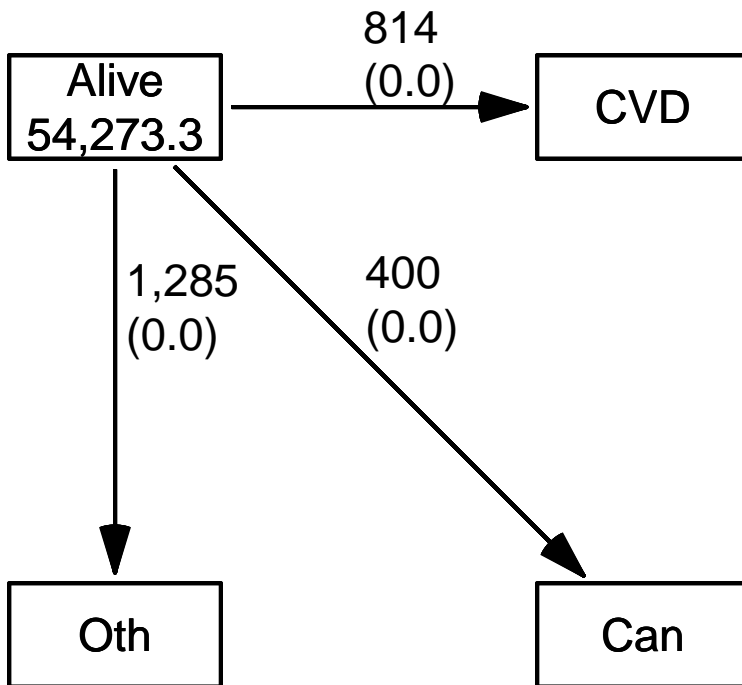 814
(0.0)
Alive
54,273.3
CVD
1,285
(0.0)
400
(0.0)
Oth
Can